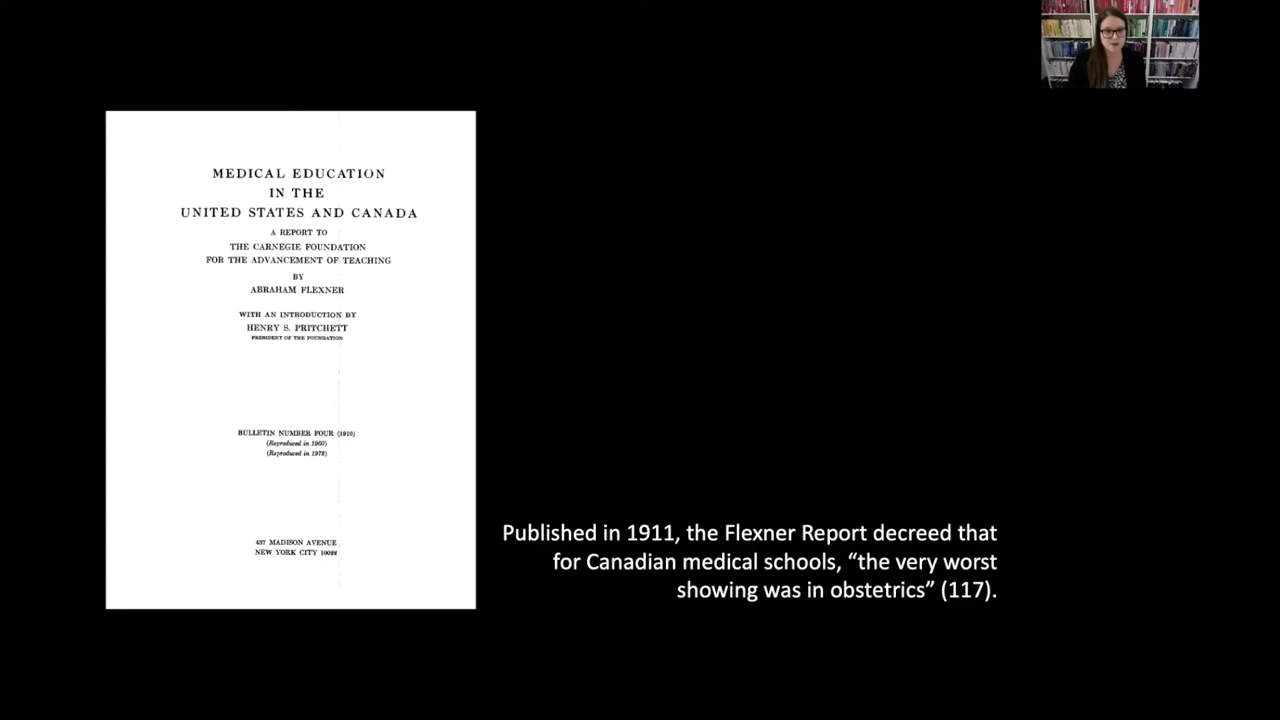 MEDICAL EDUCATION
IN THE
UNITED STATES AND CANADA
A REPORT TO
THE CARNEGIE FOUNDATION
FOR THE ADVANCEMENT OF TEACHING
BY
ABRAHAM FLEXNER
WITH AN INTRODUCTION BY
HENRY S. PRITCHETT
PRESIDENT OF THE FOUNDATION
BULLETIN NUMBER FOUR (1910)
(Reproduced in 1960)
(Reproduced in 1972)
437 MADISON AVENUE
NEW YORK CITY 10022
Published in 1911, the Flexner Report decreed that
for Canadian medical schools, “the very worst
showing was in obstetrics” (117).